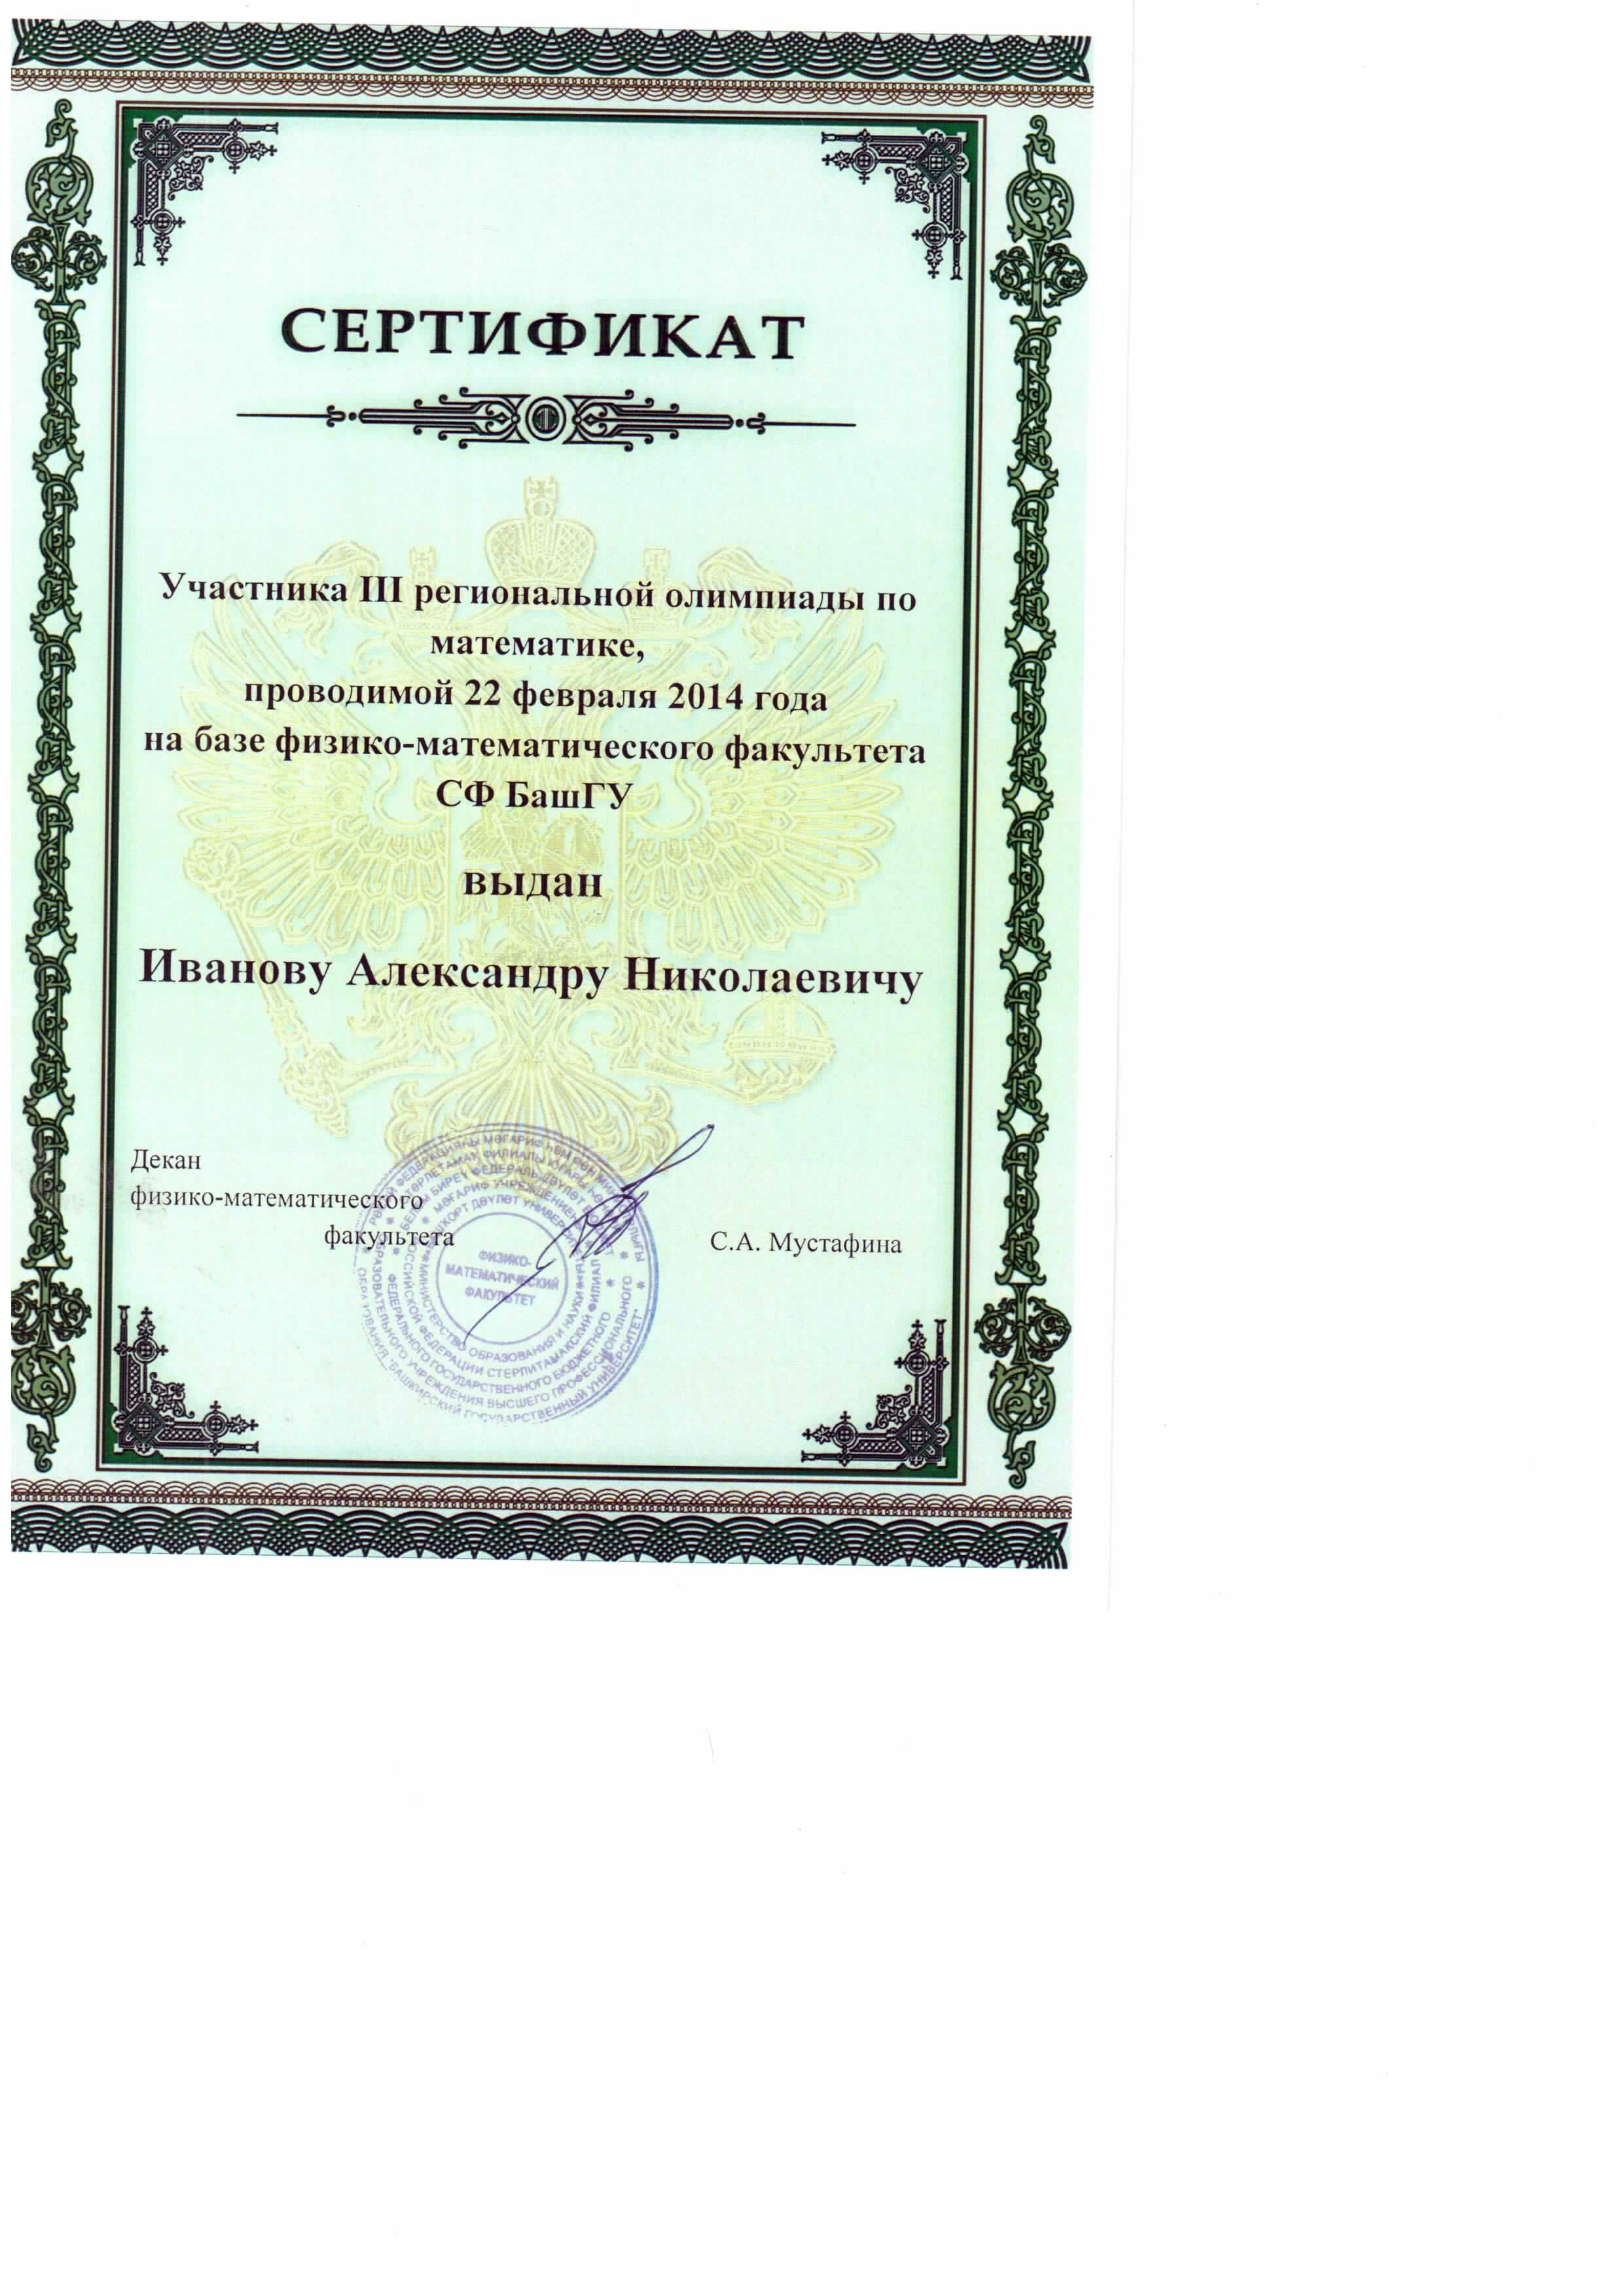 СЕРТИФИКАТ
Участника III региональной олимпиады по
математике,
проводимой 22 февраля 2014 года
на базе физико-математического факультета
СФ БашГУ
выдан
Иванову Александру Николаевичу
Декан
физико-математического
факультета
С.А. Мустафина
ФИЗИКО-
МАТЕМАТИЧЕСКИЙ
ФАКУЛЬТЕТ
МИНИСТЕРСТВО ОБРАЗОВАНИЯ И НАУКИ
РОССИЙСКОЙ ФЕДЕРАЦИИ СТЕРЛИТАМАКСКИЙ ФИЛИАЛ
ФЕДЕРАЛЬНОГО ГОСУДАРСТВЕННОГО БЮДЖЕТНОГО
ОБРАЗОВАТЕЛЬНОГО УЧРЕЖДЕНИЯ ВЫСШЕГО ПРОФЕССИОНАЛЬНОГО
ОБРАЗОВАНИЯ "БАШКИРСКИЙ ГОСУДАРСТВЕННЫЙ УНИВЕРСИТЕТ"